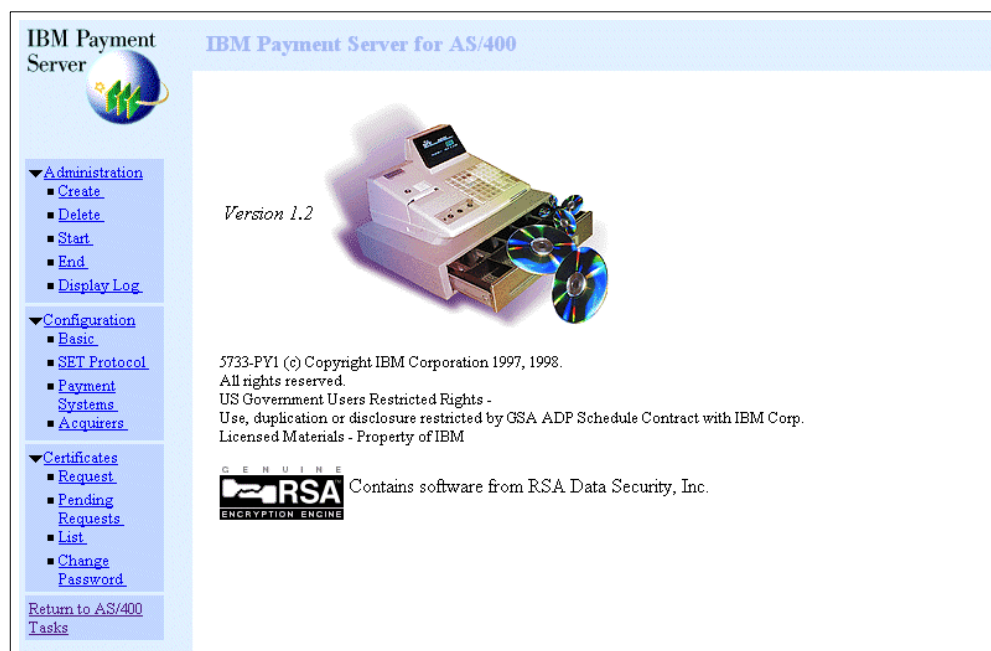 IBM Payment
Server
IBM Payment Server for AS/400
Administration
Create
Delete
Start
End
Display Log
Configuration
Basic
SET Protocol
Payment
Systems
Acquirers
Certificates
Request
Pending
Requests
List
Change
Password
Return to AS/400
Tasks
Version 1.2
5733-PY1 (c) Copyright IBM Corporation 1997, 1998.
All rights reserved.
US Government Users Restricted Rights -
Use, duplication or disclosure restricted by GSA ADP Schedule Contract with IBM Corp.
Licensed Materials - Property of IBM
GENUINE
RSA
ENCRYPTION ENGINE
Contains software from RSA Data Security, Inc.